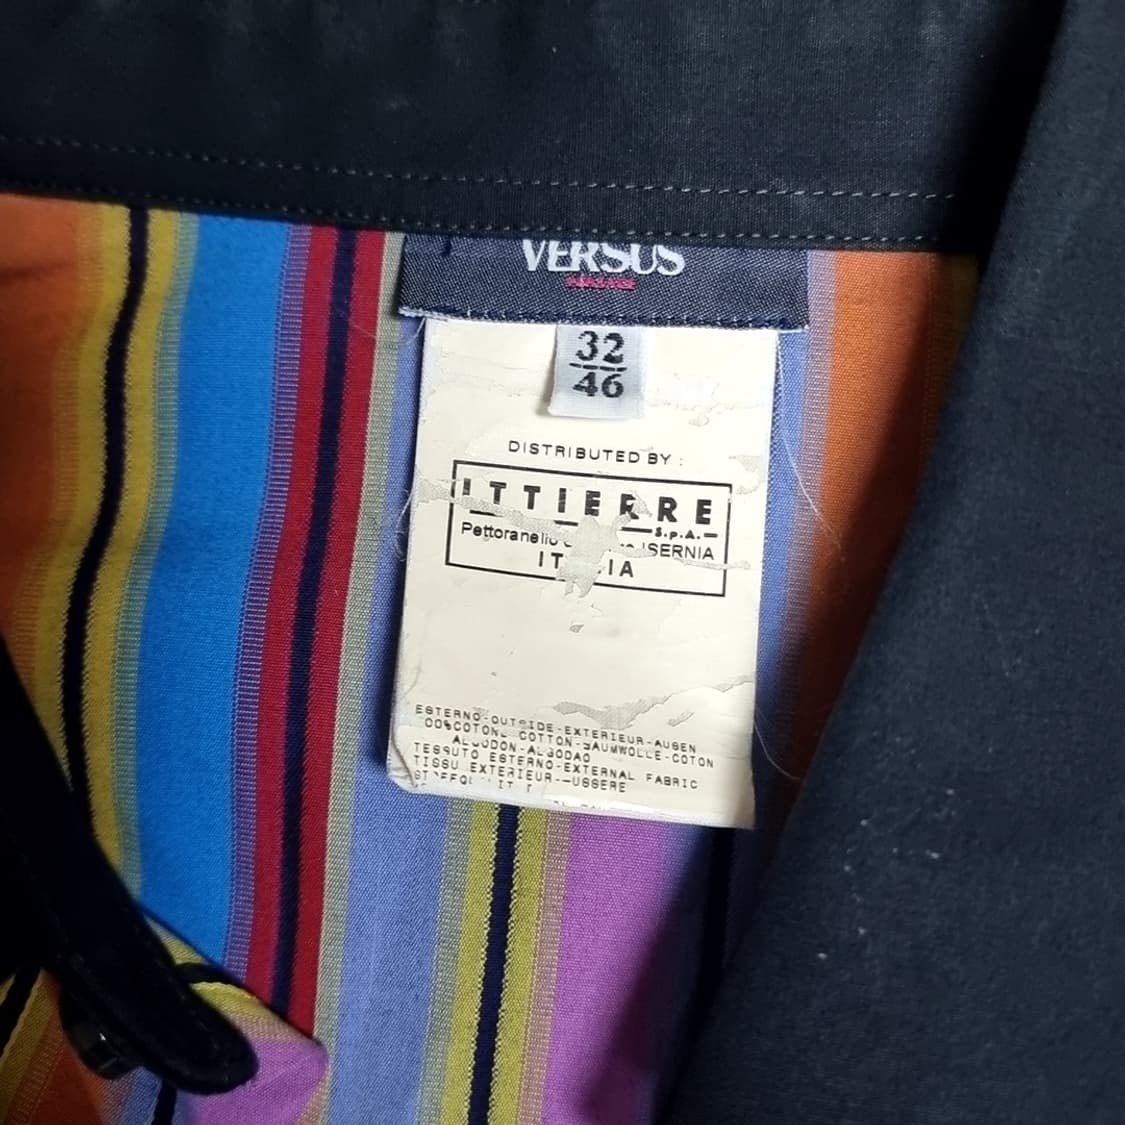 VERSUS
32
46
DISTRIBUTED BY :
ITTIERRE
S.p.A.
ISERNIA
ESTERNO-OUTSIDE-EXTERIEUR-AUSEN
COTTON-BAUMWOLLE-COTON
ALGODON-ALGODAO
TESSUTO ESTERNO-EXTERNAL FABRIC
TISSU EXTERIEUR-USSERE